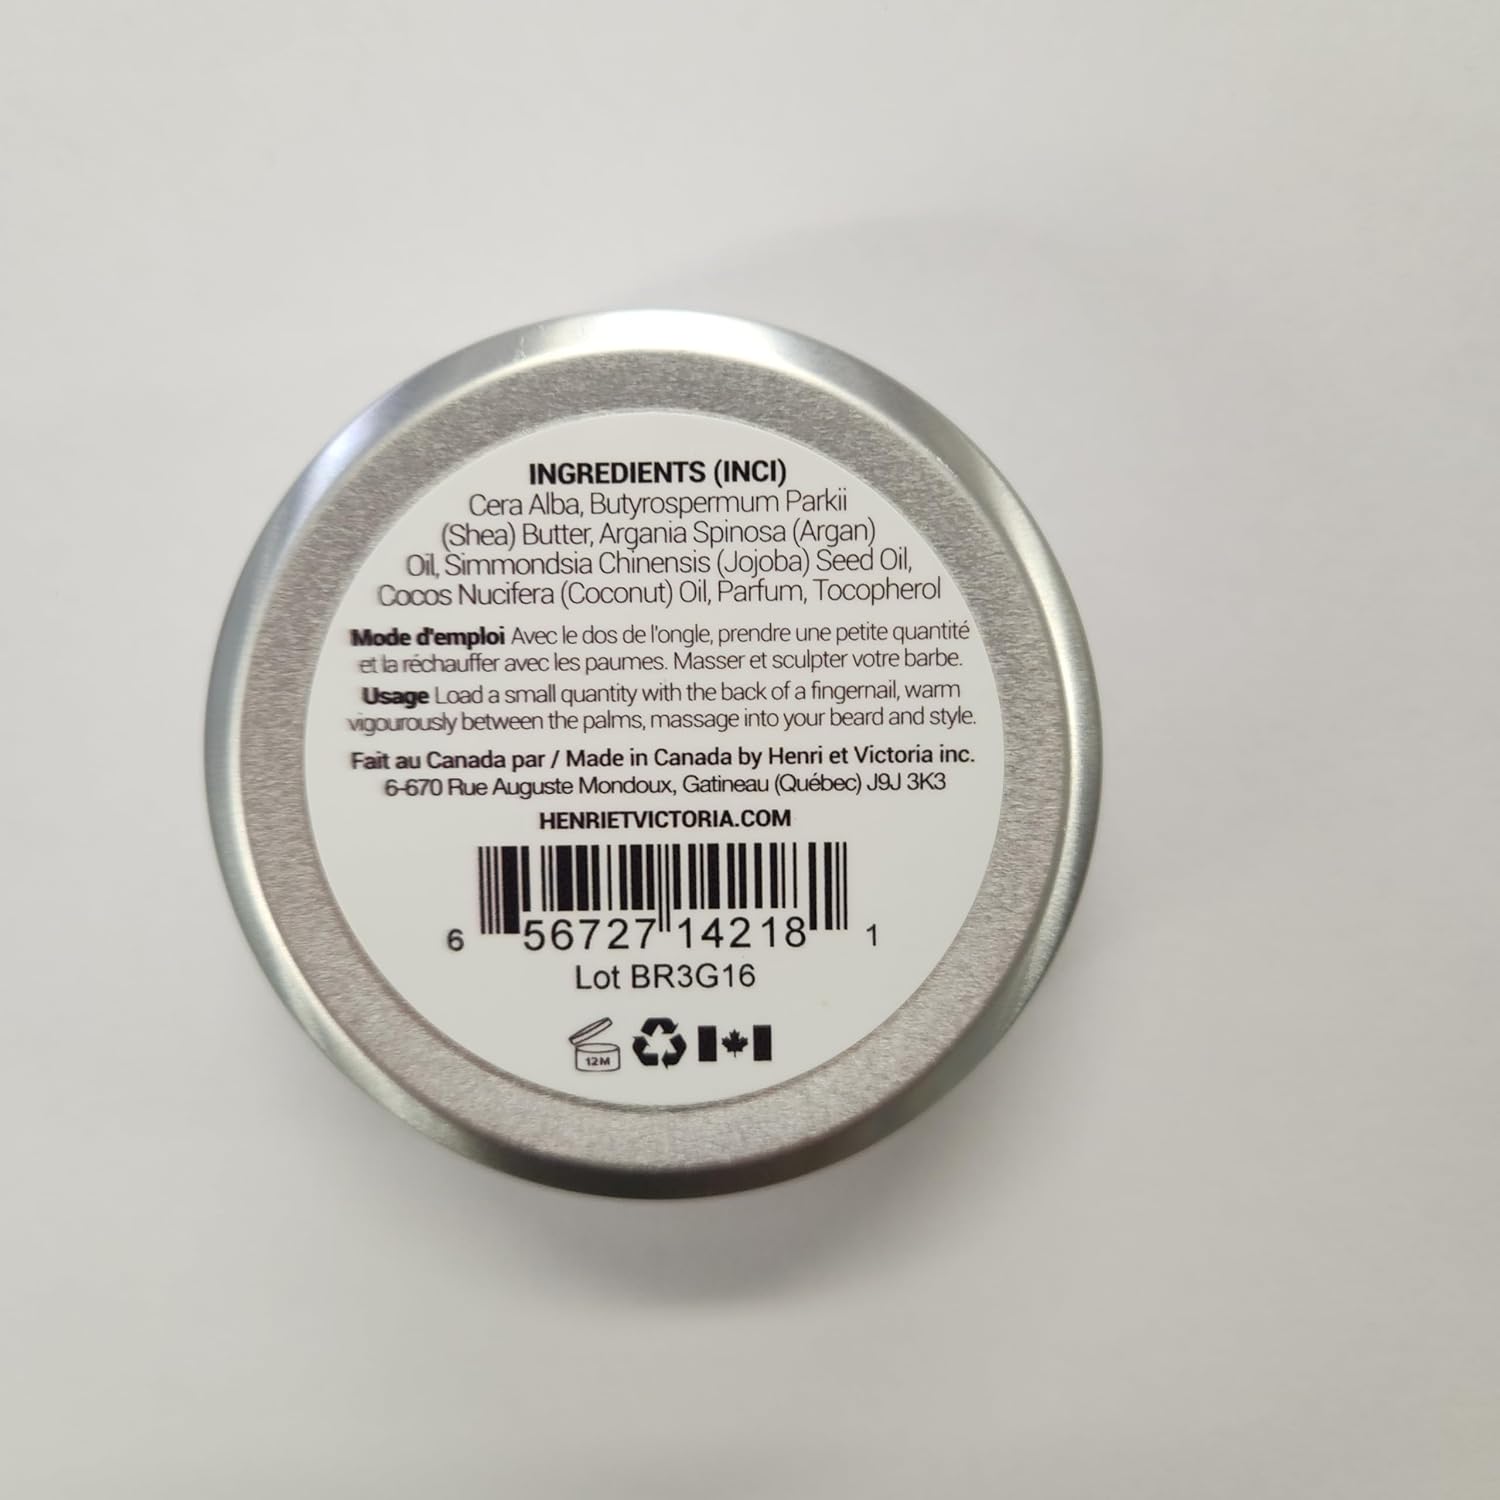 INGREDIENTS (INCI)
Cera Alba, Butyrospermum Parkii
(Shea) Butter, Argania Spinosa (Argan)
Oil, Simmondsia Chinensis (Jojoba) Seed Oil,
Cocos Nucifera (Coconut) Oil, Parfum, Tocopherol
Mode d'emploi Avec le dos de l'ongle, prendre une petite quantité
et la réchauffer avec les paumes. Masser et sculpter votre barbe.
Usage Load a small quantity with the back of a fingernail, warm
vigourously between the palms, massage into your beard and style.
Fait au Canada par / Made in Canada by Henri et Victoria inc.
6-670 Rue Auguste Mondoux, Gatineau (Québec) J9J 3K3
HENRIETVICTORIA.COM
6 56727 14218 1
Lot BR3G16
12M